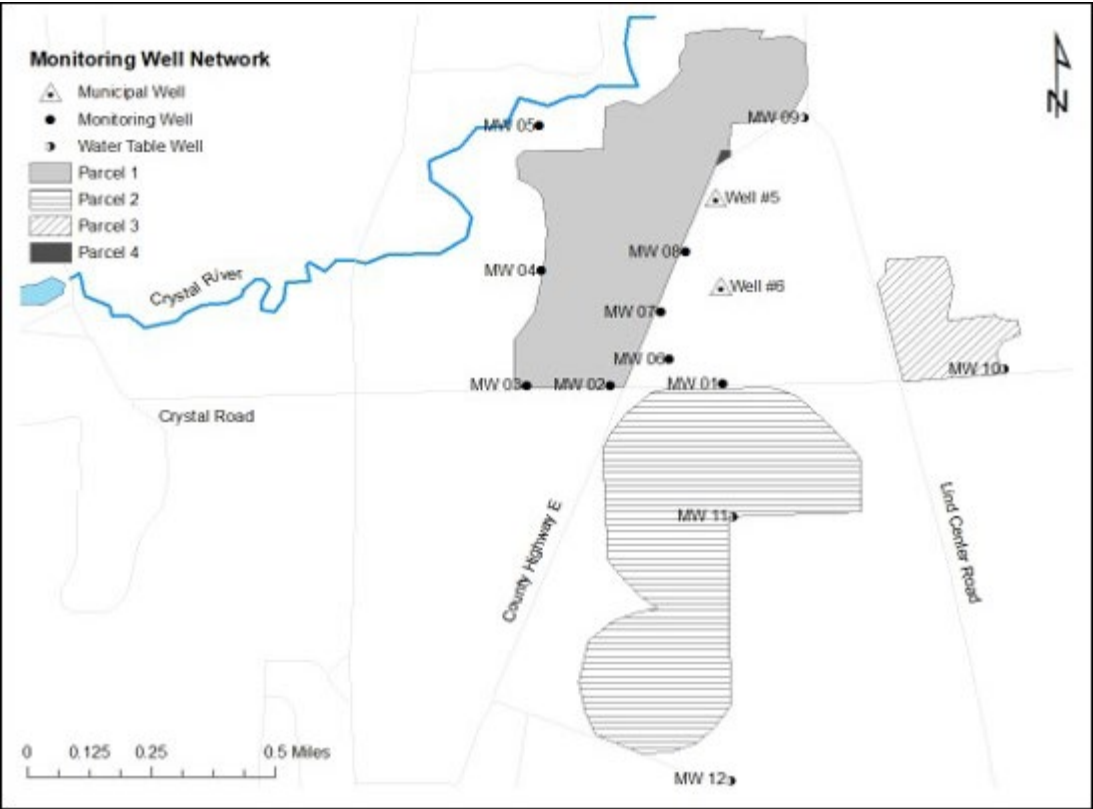 Monitoring Well Network
Municipal Well
Monitoring Well
Water Table Well
Parcel 1
Parcel 2
Parcel 3
Parcel 4
N
MW 09
MW 05
Well #5
MW 08
MW 04
Crystal River
Well #6
MW 07
MW 06
MW 10
MW 03
MW 02
MW 01
Crystal Road
MW 11
County Highway E
Lind Center Road
0 0.125 0.25 0.5 Miles
MW 12